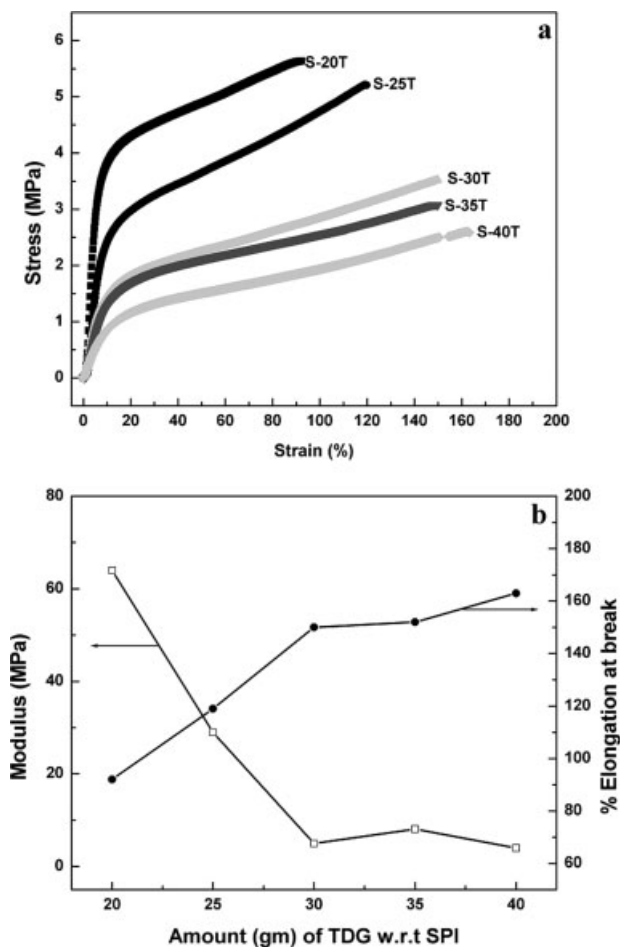 a
6
5
4
3
2
1
0
Stress (MPa)
S-20T
S-25T
S-30T
S-35T
S-40T
0 20 40 60 80 100 120 140 160 180 200
Strain (%)
b
80
60
40
20
0
Modulus (MPa)
200
180
160
140
120
100
80
60
% Elongation at break
20 25 30 35 40
Amount (gm) of TDG w.r.t SPI